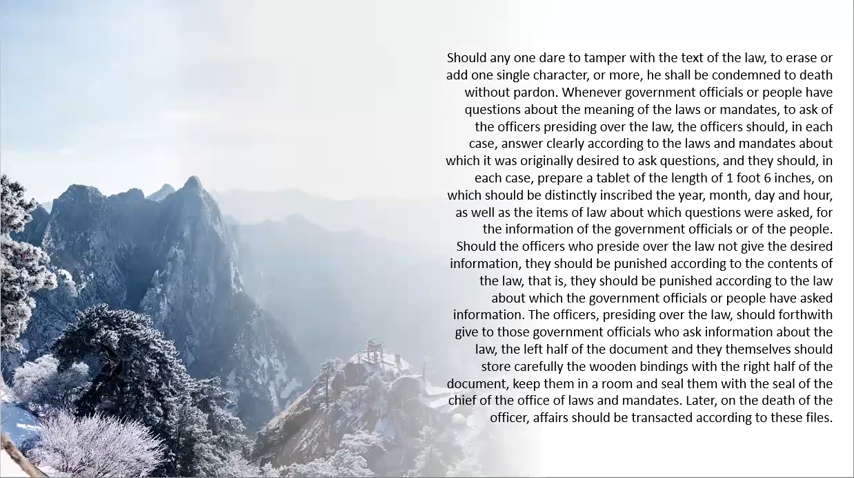 Should any one dare to tamper with the text of the law, to erase or
add one single character, or more, he shall be condemned to death
without pardon. Whenever government officials or people have
questions about the meaning of the laws or mandates, to ask of
the officers presiding over the law, the officers should, in each
case, answer clearly according to the laws and mandates about
which it was originally desired to ask questions, and they should, in
each case, prepare a tablet of the length of 1 foot 6 inches, on
which should be distinctly inscribed the year, month, day and hour,
as well as the items of law about which questions were asked, for
the information of the government officials or of the people.
Should the officers who preside over the law not give the desired
information, they should be punished according to the contents of
the law, that is, they should be punished according to the law
about which the government officials or people have asked
information. The officers, presiding over the law, should forthwith
give to those government officials who ask information about the
law, the left half of the document and they themselves should
store carefully the wooden bindings with the right half of the
document, keep them in a room and seal them with the seal of the
chief of the office of laws and mandates. Later, on the death of the
officer, affairs should be transacted according to these files.